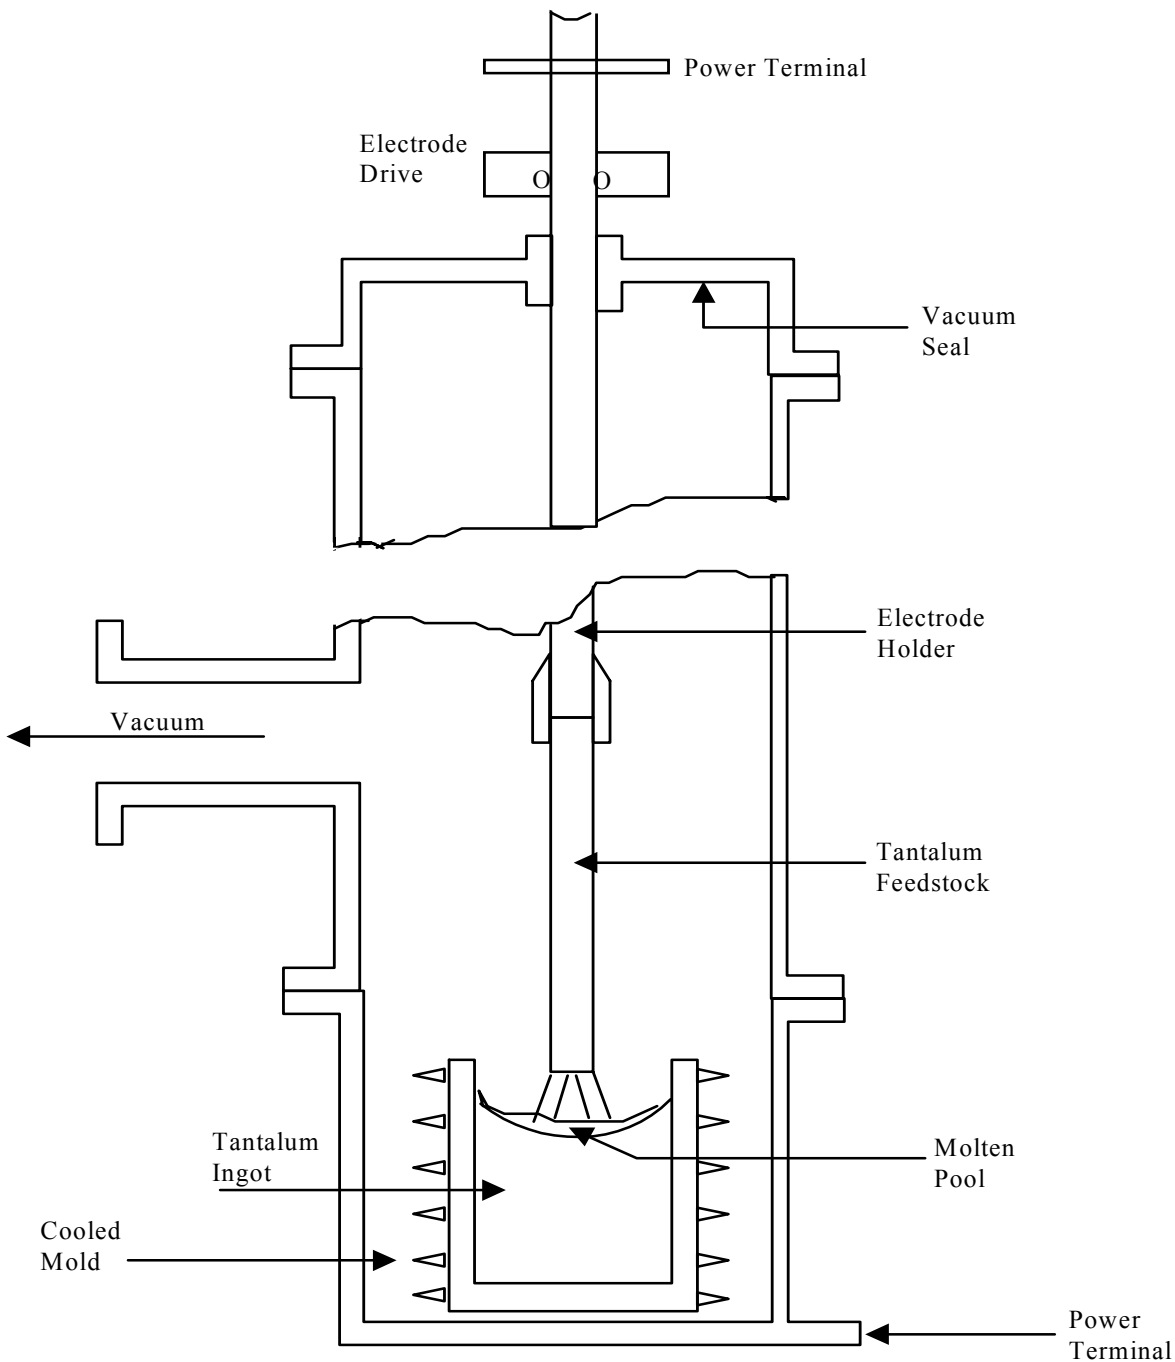 Power Terminal
Electrode
Drive
O O
Vacuum
Seal
Electrode
Holder
Vacuum
Tantalum
Feedstock
Tantalum
Ingot
Molten
Pool
Cooled
Mold
Power
Terminal